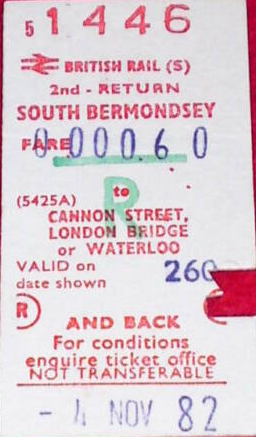 5 1446
BRITISH RAIL (S)
2nd - RETURN
SOUTH BERMONDSEY
FARE 0.000.60
to
R
(5425A)
CANNON STREET,
LONDON BRIDGE
or WATERLOO
VALID on
date shown 260
R
AND BACK
For conditions
enquire ticket office
NOT TRANSFERABLE
- 4 NOV 82